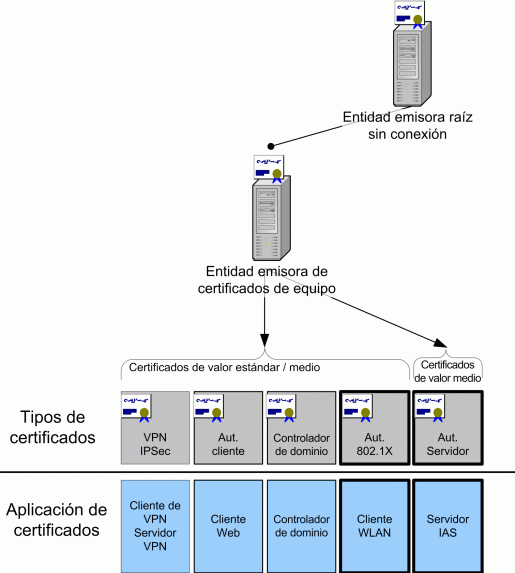 Entidad emisora raíz
sin conexión
Entidad emisora de
certificados de equipo
Certificados de valor estándar / medio
Certificados
de valor medio
Tipos de
certificados
VPN
IPSec
Aut.
cliente
Controlador
de dominio
Aut.
802.1X
Aut.
Servidor
Aplicación de
certificados
Cliente de
VPN
Servidor
VPN
Cliente
Web
Controlador
de dominio
Cliente
WLAN
Servidor
IAS